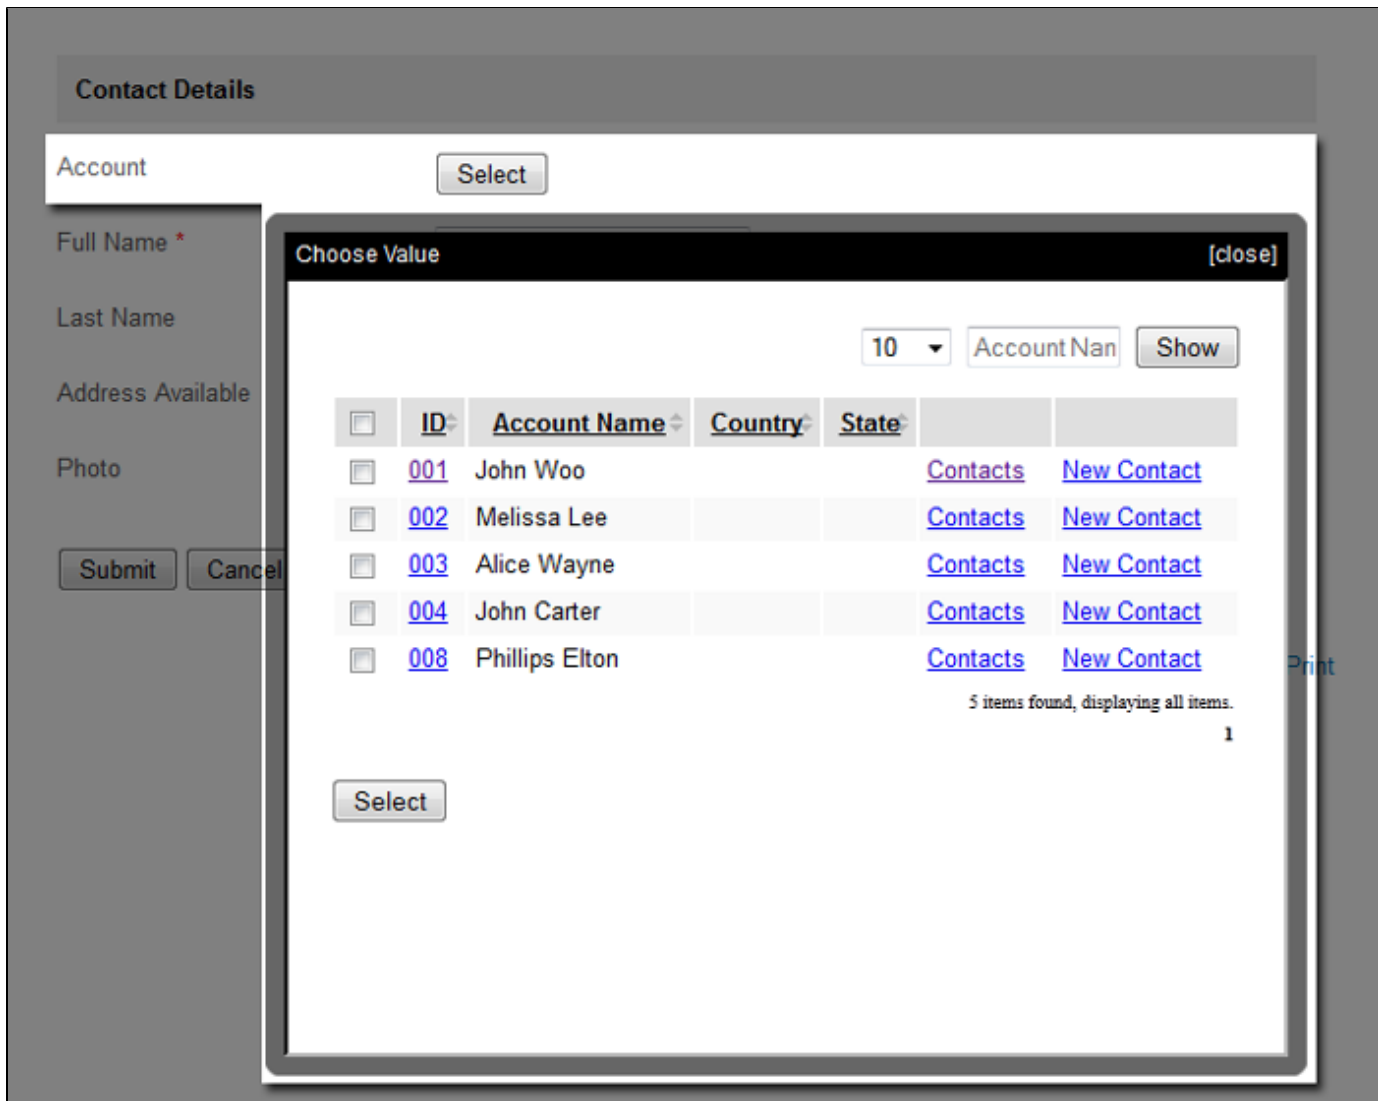 Contact Details
Account
Select
Full Name *
Choose Value [close]
Last Name
10 Account Nan Show
Address Available
ID Account Name Country State
Photo
001 John Woo Contacts New Contact
002 Melissa Lee Contacts New Contact
Submit Cancel
003 Alice Wayne Contacts New Contact
004 John Carter Contacts New Contact
008 Phillips Elton Contacts New Contact
Print
5 items found, displaying all items.
1
Select